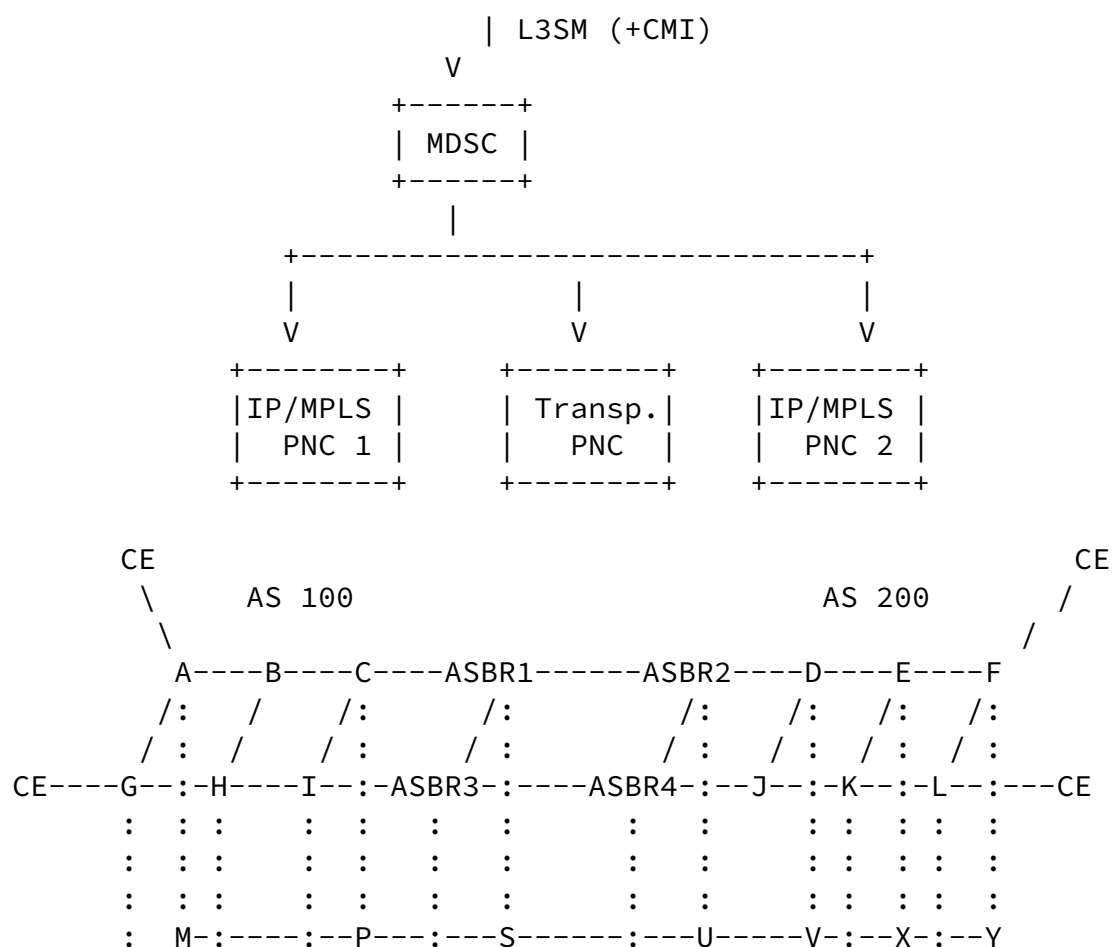 | L3SM (+CMI)
V
+------+
| MDSC |
+------+
|
+-------------------------------+
| | |
V V V
+--------+ +--------+ +--------+
|IP/MPLS | | Transp.| |IP/MPLS |
| PNC 1 | | PNC | | PNC 2 |
+--------+ +--------+ +--------+
CE CE
\ AS 100 AS 200 /
\ /
A----B----C----ASBR1------ASBR2----D----E----F
/: / /: /: /: /: /: /:
/ : / / : / : / : / : / : / :
CE----G--:-H----I--:-ASBR3-:----ASBR4-:--J--:-K--:-L--:---CE
: : : : : : : : : : : : : :
: : : : : : : : : : : : : :
: : : : : : : : : : : : : :
: M-:----:--P---:---S------:---U-----V-:--X-:--Y